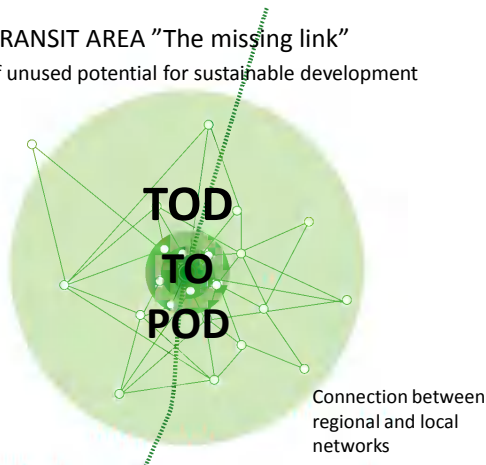 RANSIT AREA ”The missing link”
unused potential for sustainable development
TOD
TO
POD
Connection between
regional and local
networks